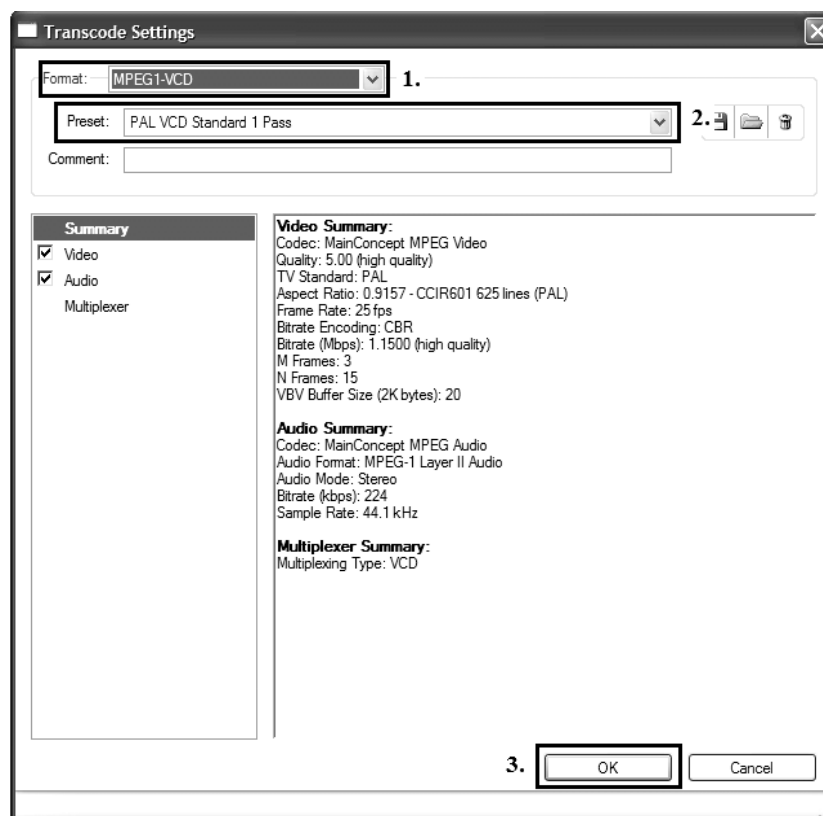 Transcode Settings
Format: MPEG1-VCD 1.
Preset: PAL VCD Standard 1 Pass 2.
Comment:
Summary
Video
Audio
Multiplexer
Video Summary:
Codec: MainConcept MPEG Video
Quality: 5.00 (high quality)
TV Standard: PAL
Aspect Ratio: 0.9157 - CCIR601 625 lines (PAL)
Frame Rate: 25 fps
Bitrate Encoding: CBR
Bitrate (Mbps): 1.1500 (high quality)
M Frames: 3
N Frames: 15
VBV Buffer Size (2K bytes): 20
Audio Summary:
Codec: MainConcept MPEG Audio
Audio Format: MPEG-1 Layer II Audio
Audio Mode: Stereo
Bitrate (kbps): 224
Sample Rate: 44.1 kHz
Multiplexer Summary:
Multiplexing Type: VCD
3. OK Cancel